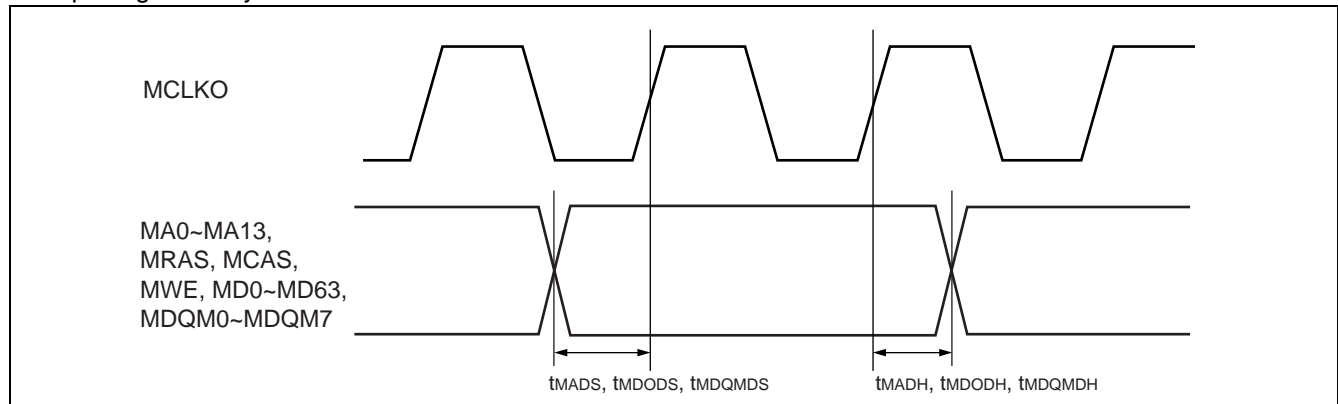 MCLKO
MA0~MA13,
MRAS, MCAS,
MWE, MD0~MD63,
MDQM0~MDQM7
tMADS, tMDODS, tMDQMDS
tMADH, tMDODH, tMDQMDH